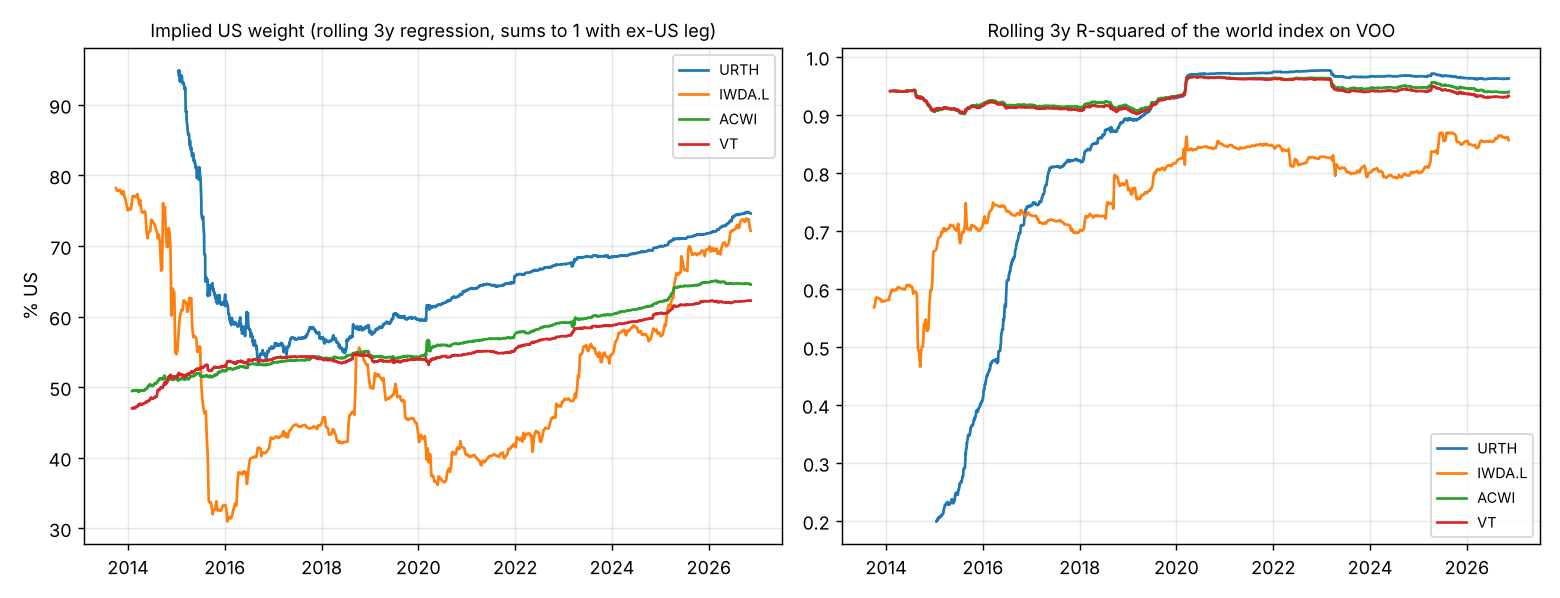 Implied US weight (rolling 3y regression, sums to 1 with ex-US leg)
% US
90
80
70
60
50
40
30
2014 2016 2018 2020 2022 2024 2026
URTH
IWDA.L
ACWI
VT
Rolling 3y R-squared of the world index on VOO
1.0
0.9
0.8
0.7
0.6
0.5
0.4
0.3
0.2
2014 2016 2018 2020 2022 2024 2026
URTH
IWDA.L
ACWI
VT